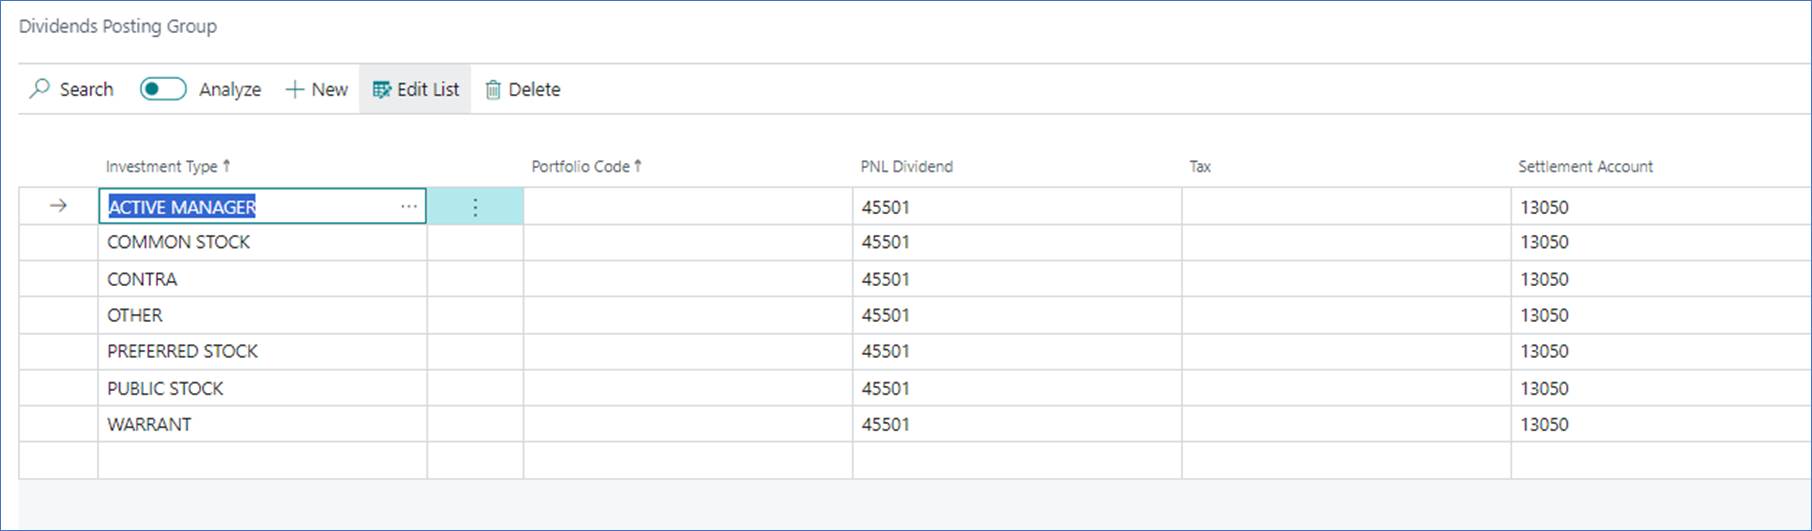 Dividends Posting Group
Search Analyze New Edit List Delete
Investment Type ↑ Portfolio Code ↑ PNL Dividend Tax Settlement Account
ACTIVE MANAGER 45501 13050
COMMON STOCK 45501 13050
CONTRA 45501 13050
OTHER 45501 13050
PREFERRED STOCK 45501 13050
PUBLIC STOCK 45501 13050
WARRANT 45501 13050